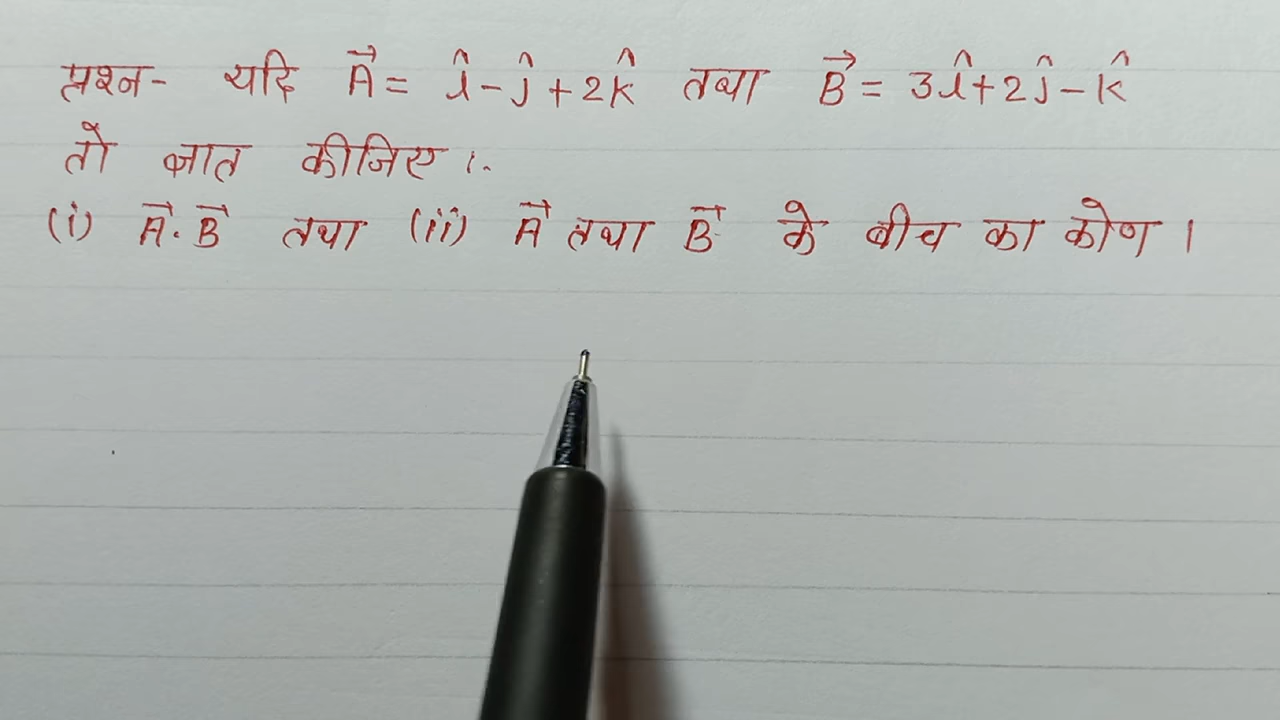 प्रश्न- यदि A⃗ = î - ĵ + 2k̂ तथा B⃗ = 3î + 2ĵ - k̂
तो ज्ञात कीजिए ।.
(i) A⃗. B⃗ तथा (ii) A⃗ तथा B⃗ के बीच का कोण ।